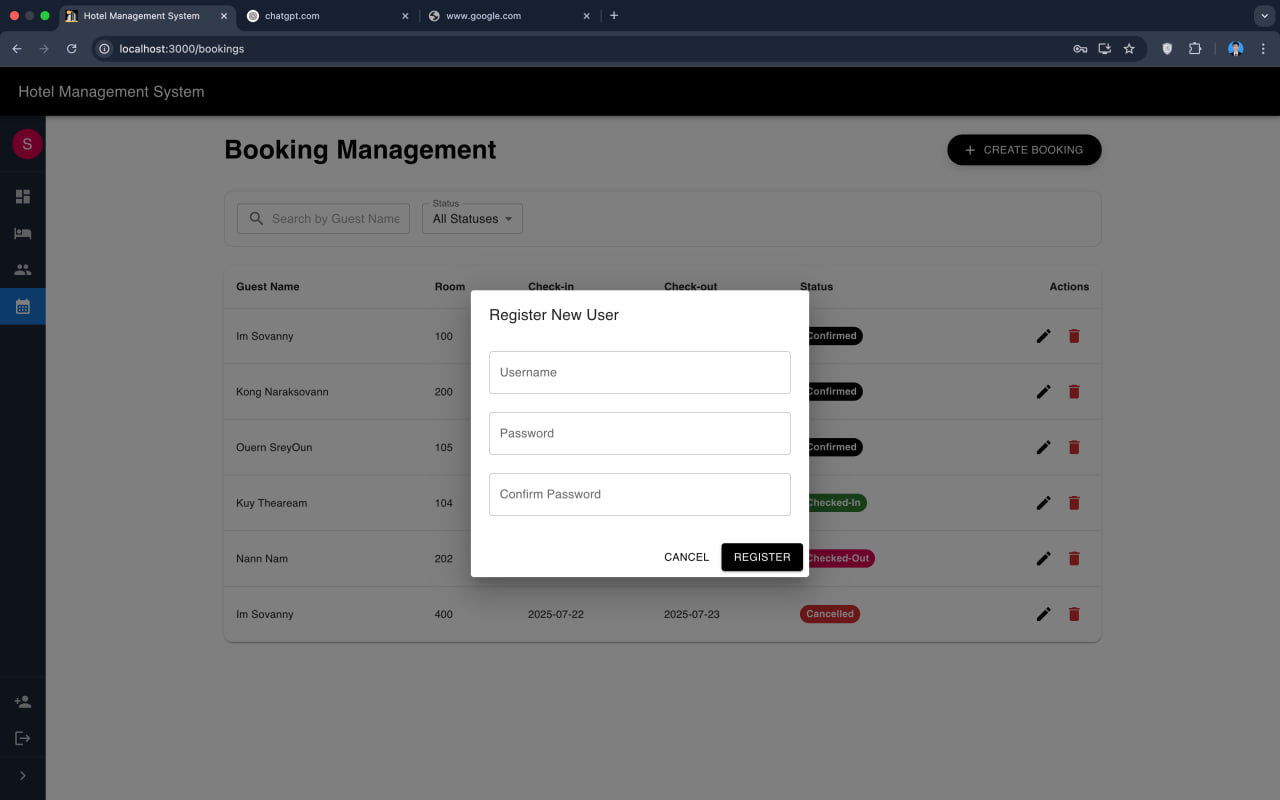 Hotel Management System
chatgpt.com
www.google.com
localhost:3000/bookings
Hotel Management System
S
Booking Management
+ CREATE BOOKING
Search by Guest Name
Status
All Statuses
Guest Name Room Check-in Check-out Status Actions
Im Sovanny 100 Confirmed
Kong Naraksovann 200 Confirmed
Ouern SreyOun 105 Confirmed
Kuy Theareram 104 Checked-In
Nann Nam 202 Checked-Out
Im Sovanny 400 2025-07-22 2025-07-23 Cancelled
Register New User
Username
Password
Confirm Password
CANCEL REGISTER